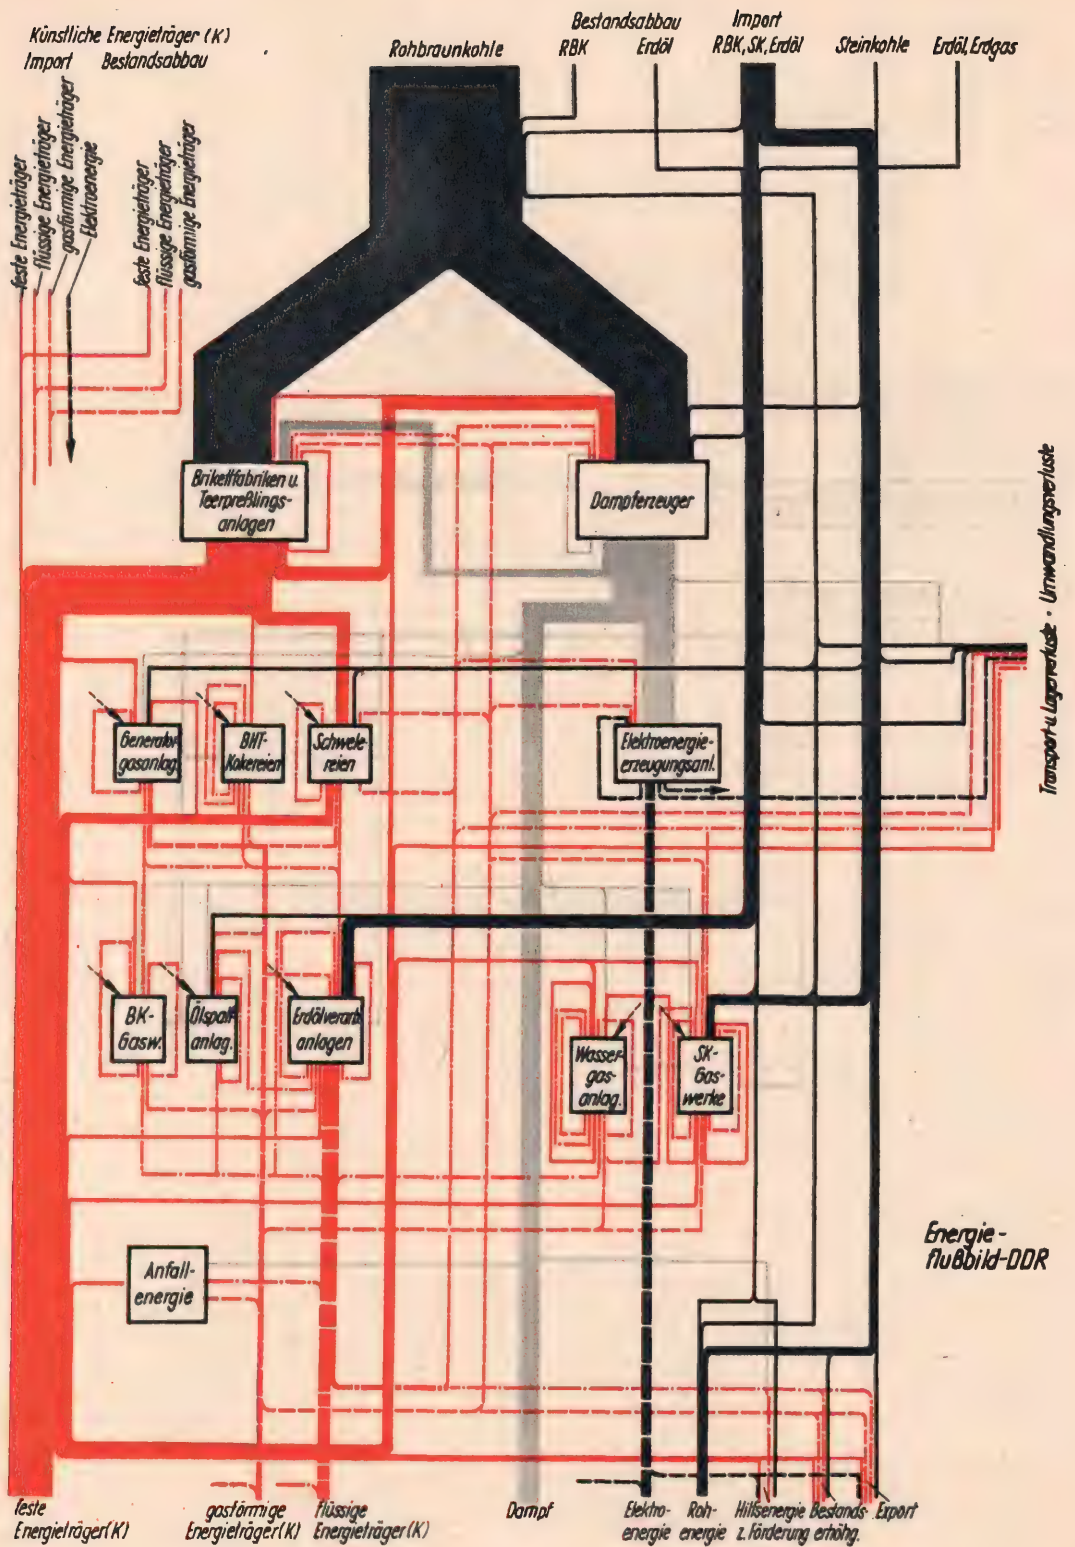 Künstliche Energieträger (K)
Import
Bestandsabbau
Rohbraunkohle
Bestandsabbau
RBK
Erdöl
Import
RBK, SK, Erdöl
Steinkohle
Erdöl, Erdgas
feste Energieträger
flüssige Energieträger
gasförmige Energieträger
Elektroenergie
feste Energieträger
flüssige Energieträger
gasförmige Energieträger
Brikettfabriken u.
Teerpreßlings-
anlagen
Dampferzeuger
Transport-u. Lagerverluste · Umwandlungsverluste
Generator-
gasanlag.
BHT-
Kokereien
Schwele-
reien
Elektroenergie-
erzeugungsanl.
BK-
Gasw.
Ölspalt-
anlag.
Erdölverarb.
anlagen
Wasser-
gas-
anlag.
SK-
Gas-
werke
Anfall-
energie
Energie-
flußbild-DDR
feste
Energieträger(K)
gasförmige
Energieträger(K)
flüssige
Energieträger(K)
Dampf
Elektro-
energie
Roh-
energie
Hilfsenergie
z. Förderung
Bestands-
erhöhg.
Export